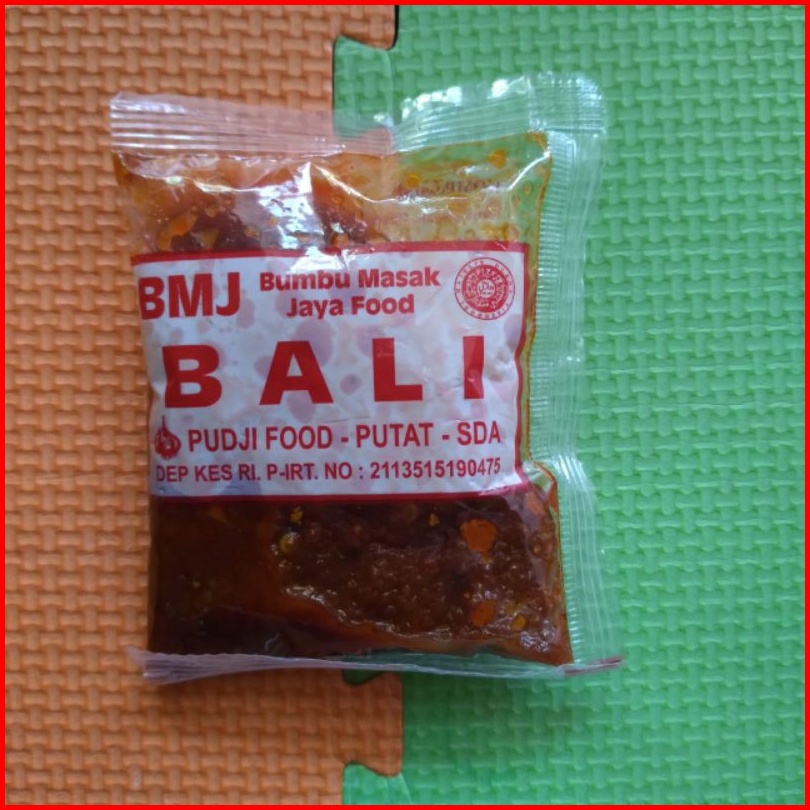 BMJ Bumbu Masak
Jaya Food
BALI
PUDJI FOOD - PUTAT - SDA
DEP KES RI. P-IRT. NO : 2113515190475